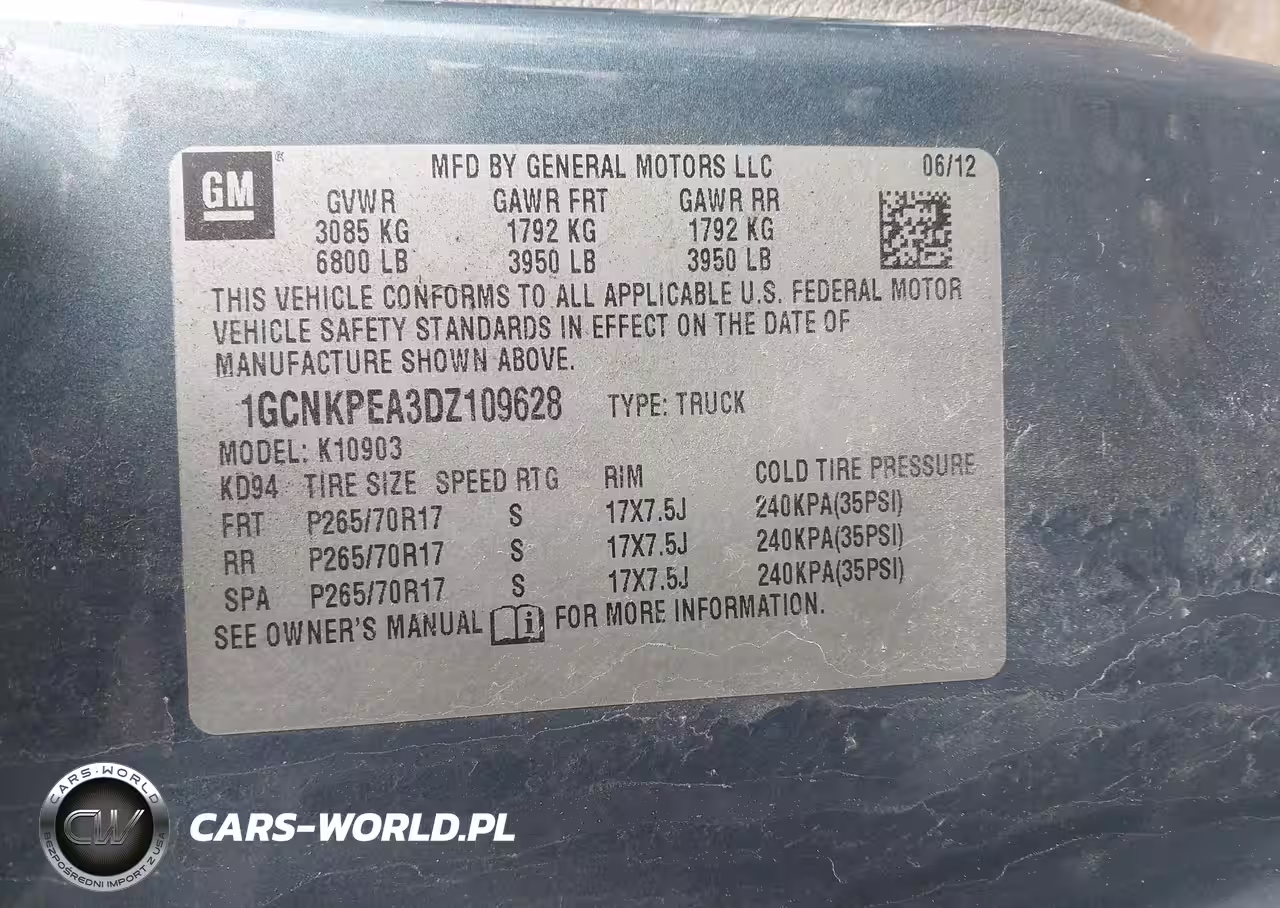 GM®
MFD BY GENERAL MOTORS LLC 06/12
GVWR GAWR FRT GAWR RR
3085 KG 1792 KG 1792 KG
6800 LB 3950 LB 3950 LB
THIS VEHICLE CONFORMS TO ALL APPLICABLE U.S. FEDERAL MOTOR
VEHICLE SAFETY STANDARDS IN EFFECT ON THE DATE OF
MANUFACTURE SHOWN ABOVE.
1GCNKPEA3DZ109628 TYPE: TRUCK
MODEL: K10903
KD94 TIRE SIZE SPEED RTG RIM COLD TIRE PRESSURE
FRT P265/70R17 S 17X7.5J 240KPA(35PSI)
RR P265/70R17 S 17X7.5J 240KPA(35PSI)
SPA P265/70R17 S 17X7.5J 240KPA(35PSI)
SEE OWNER'S MANUAL i FOR MORE INFORMATION.
CARS-WORLD
CW
BEZPOŚREDNI IMPORT Z USA
CARS-WORLD.PL